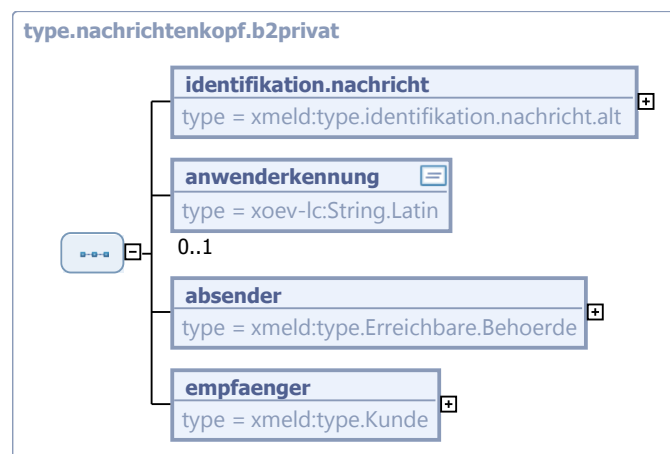 type.nachrichtenkopf.b2privat
identifikation.nachricht
type = xmeld:type.identifikation.nachricht.alt
anwenderkennung
type = xoev-lc:String.Latin
0..1
absender
type = xmeld:type.Erreichbare.Behoerde
empfaenger
type = xmeld:type.Kunde